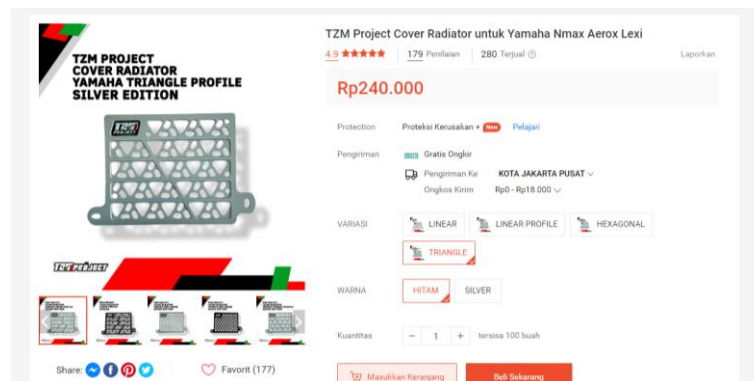 TZM Project Cover Radiator untuk Yamaha Nmax Aerox Lexi
4.9 179 Penilaian 280 Terjual Laporkan
Rp240.000
TZM PROJECT
COVER RADIATOR
YAMAHA TRIANGLE PROFILE
SILVER EDITION
TZM PROJECT
Protection Proteksi Kerusakan + New Pelajari
Pengiriman Gratis Ongkir
Pengiriman Ke KOTA JAKARTA PUSAT
Ongkos Kirim Rp0 - Rp18.000
VARIASI LINEAR LINEAR PROFILE HEXAGONAL
TRIANGLE
WARNA HITAM SILVER
Kuantitas - 1 + tersisa 100 buah
Share: Favorit (177)
Masukkan Keranjang Beli Sekarang